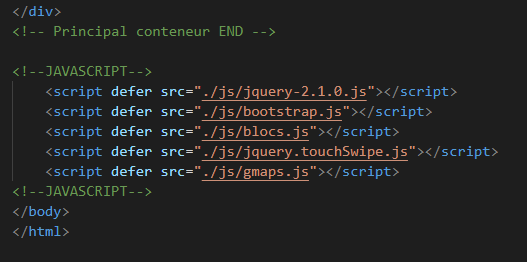 </div>
<!-- Principal conteneur END -->
<!--JAVASCRIPT-->
<script defer src="./js/jquery-2.1.0.js"></script>
<script defer src="./js/bootstrap.js"></script>
<script defer src="./js/blocs.js"></script>
<script defer src="./js/jquery.touchSwipe.js"></script>
<script defer src="./js/gmaps.js"></script>
<!--JAVASCRIPT-->
</body>
</html>